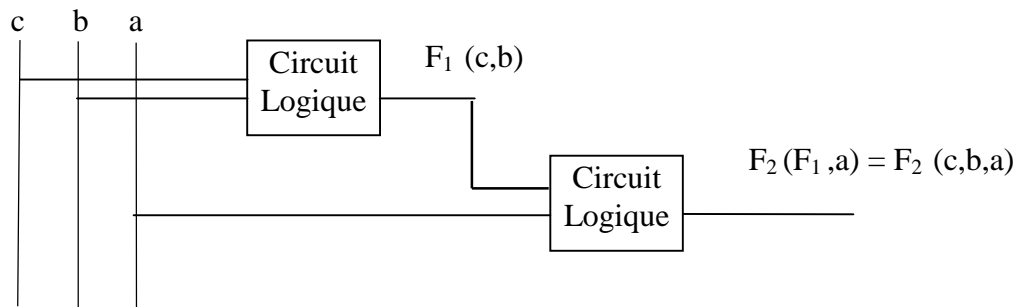 c b a
Circuit
Logique
F₁ (c,b)
Circuit
Logique
F₂ (F₁ ,a) = F₂ (c,b,a)